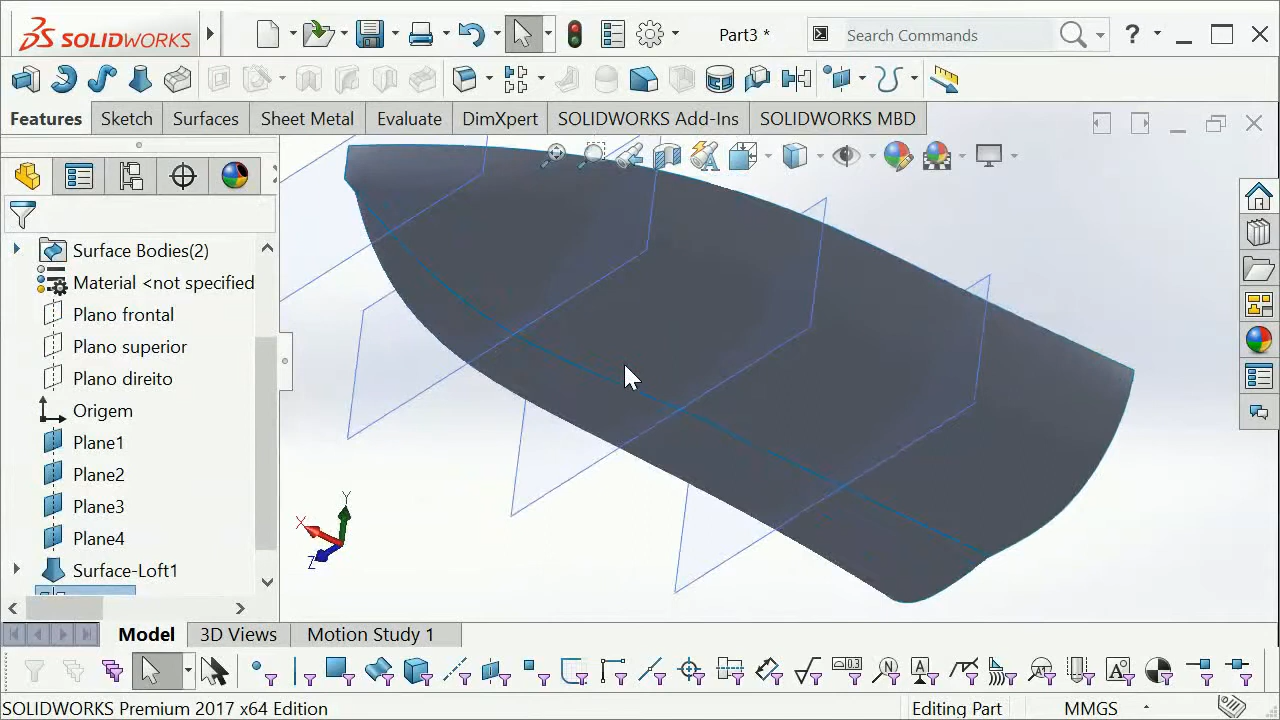 SOLIDWORKS
Part3 *
Search Commands
?
Features
Sketch
Surfaces
Sheet Metal
Evaluate
DimXpert
SOLIDWORKS Add-Ins
SOLIDWORKS MBD
Surface Bodies(2)
Material <not specified
Plano frontal
Plano superior
Plano direito
Origem
Plane1
Plane2
Plane3
Plane4
Surface-Loft1
Y
X
Z
Model
3D Views
Motion Study 1
SOLIDWORKS Premium 2017 x64 Edition
Editing Part
MMGS